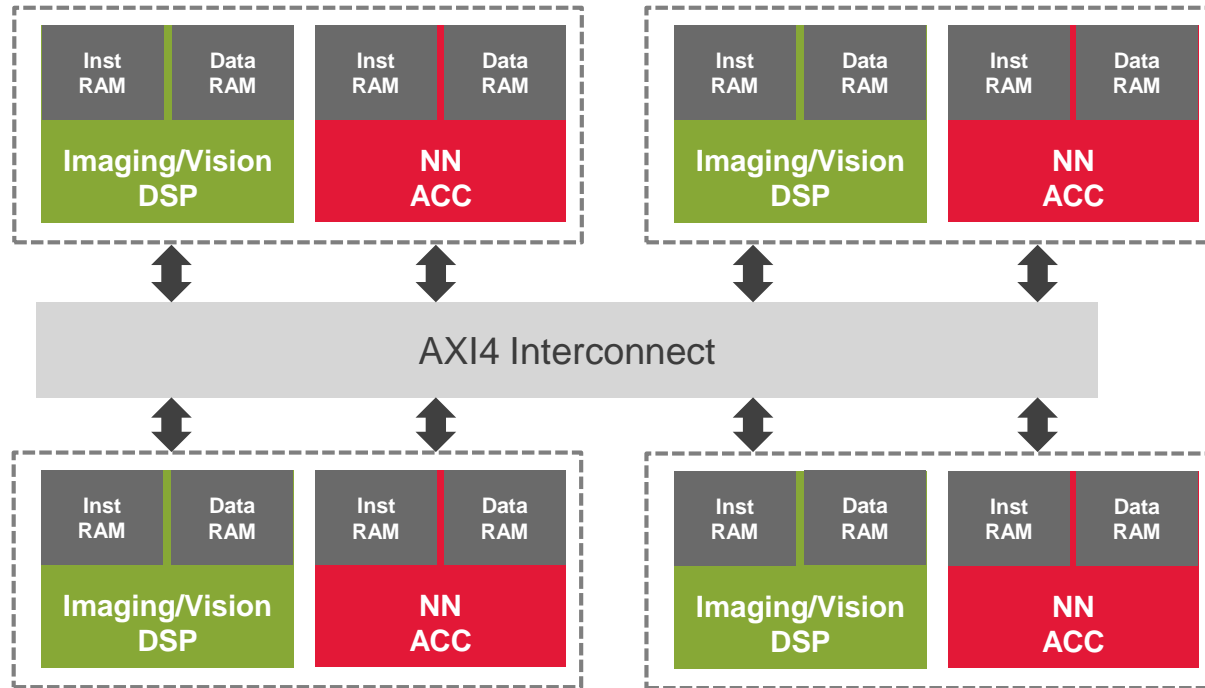 Inst
RAM
Data
RAM
Imaging/Vision
DSP
Inst
RAM
Data
RAM
NN
ACC
Inst
RAM
Data
RAM
Imaging/Vision
DSP
Inst
RAM
Data
RAM
NN
ACC
AXI4 Interconnect
Inst
RAM
Data
RAM
Imaging/Vision
DSP
Inst
RAM
Data
RAM
NN
ACC
Inst
RAM
Data
RAM
Imaging/Vision
DSP
Inst
RAM
Data
RAM
NN
ACC